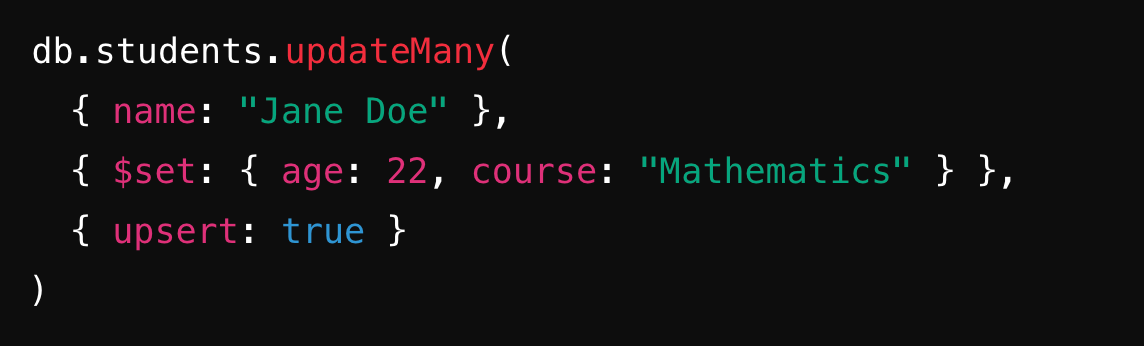 db.students.updateMany(
  { name: "Jane Doe" },
  { $set: { age: 22, course: "Mathematics" } },
  { upsert: true }
)